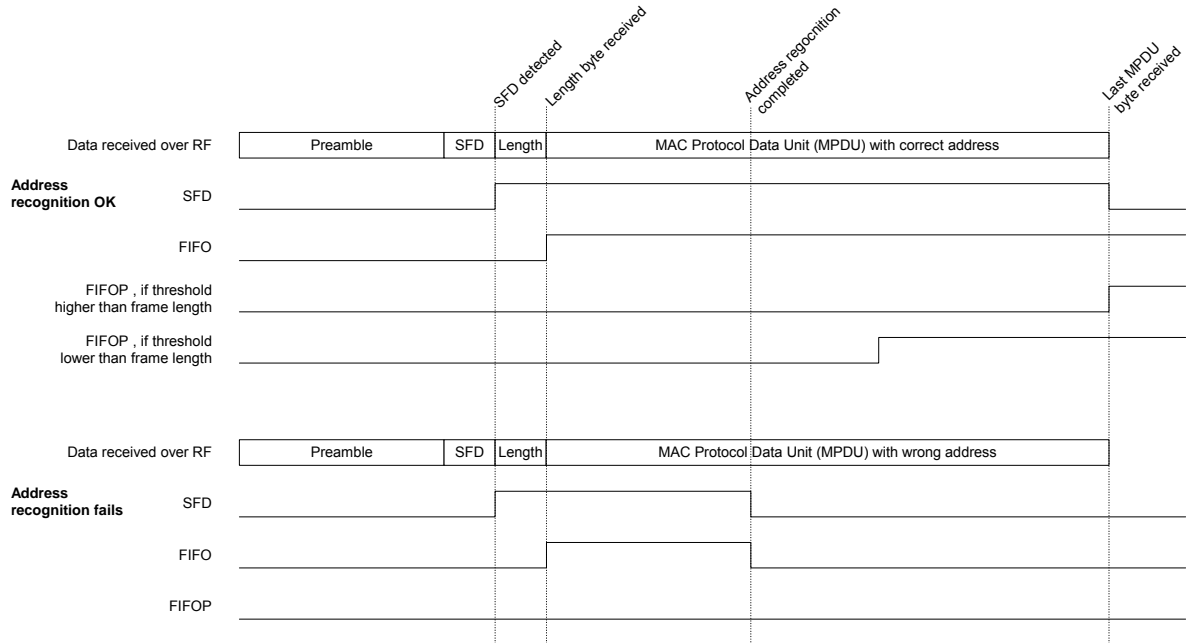 SFD detected
Length byte received
Address regocnition
completed
Last MPDU
byte received
Data received over RF
Preamble
SFD
Length
MAC Protocol Data Unit (MPDU) with correct address
Address
recognition OK
SFD
FIFO
FIFOP , if threshold
higher than frame length
FIFOP , if threshold
lower than frame length
Data received over RF
Preamble
SFD
Length
MAC Protocol Data Unit (MPDU) with wrong address
Address
recognition fails
SFD
FIFO
FIFOP